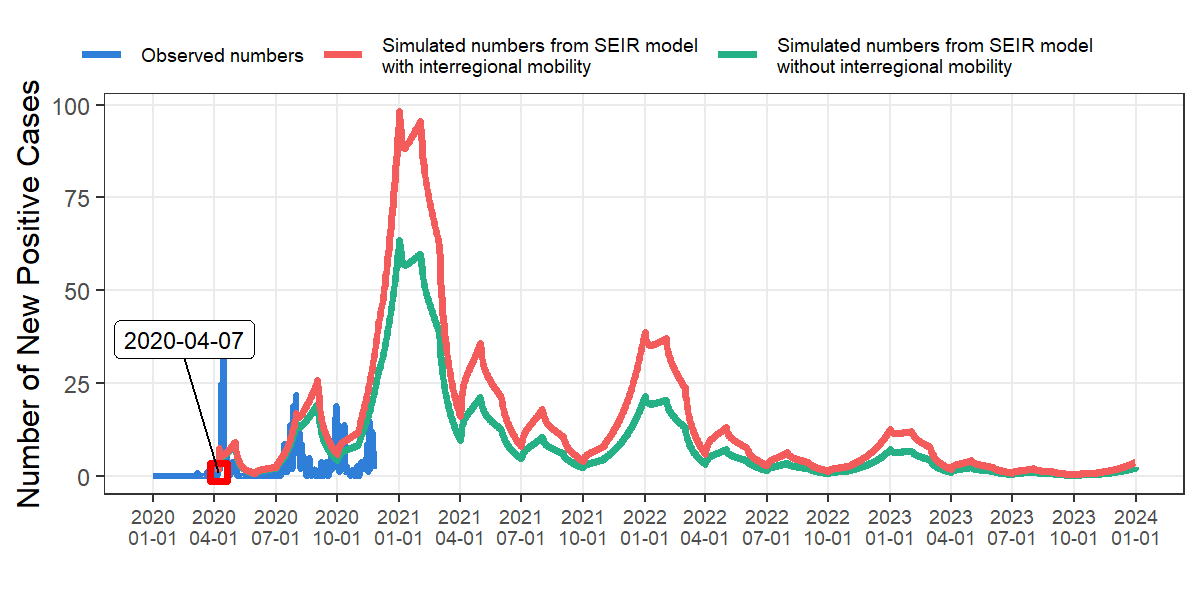 Observed numbers
Simulated numbers from SEIR model
with interregional mobility
Simulated numbers from SEIR model
without interregional mobility
Number of New Positive Cases
100
75
50
25
0
2020-04-07
2020 2020 2020 2020 2021 2021 2021 2021 2022 2022 2022 2022 2023 2023 2023 2023 2024
01-01 04-01 07-01 10-01 01-01 04-01 07-01 10-01 01-01 04-01 07-01 10-01 01-01 04-01 07-01 10-01 01-01